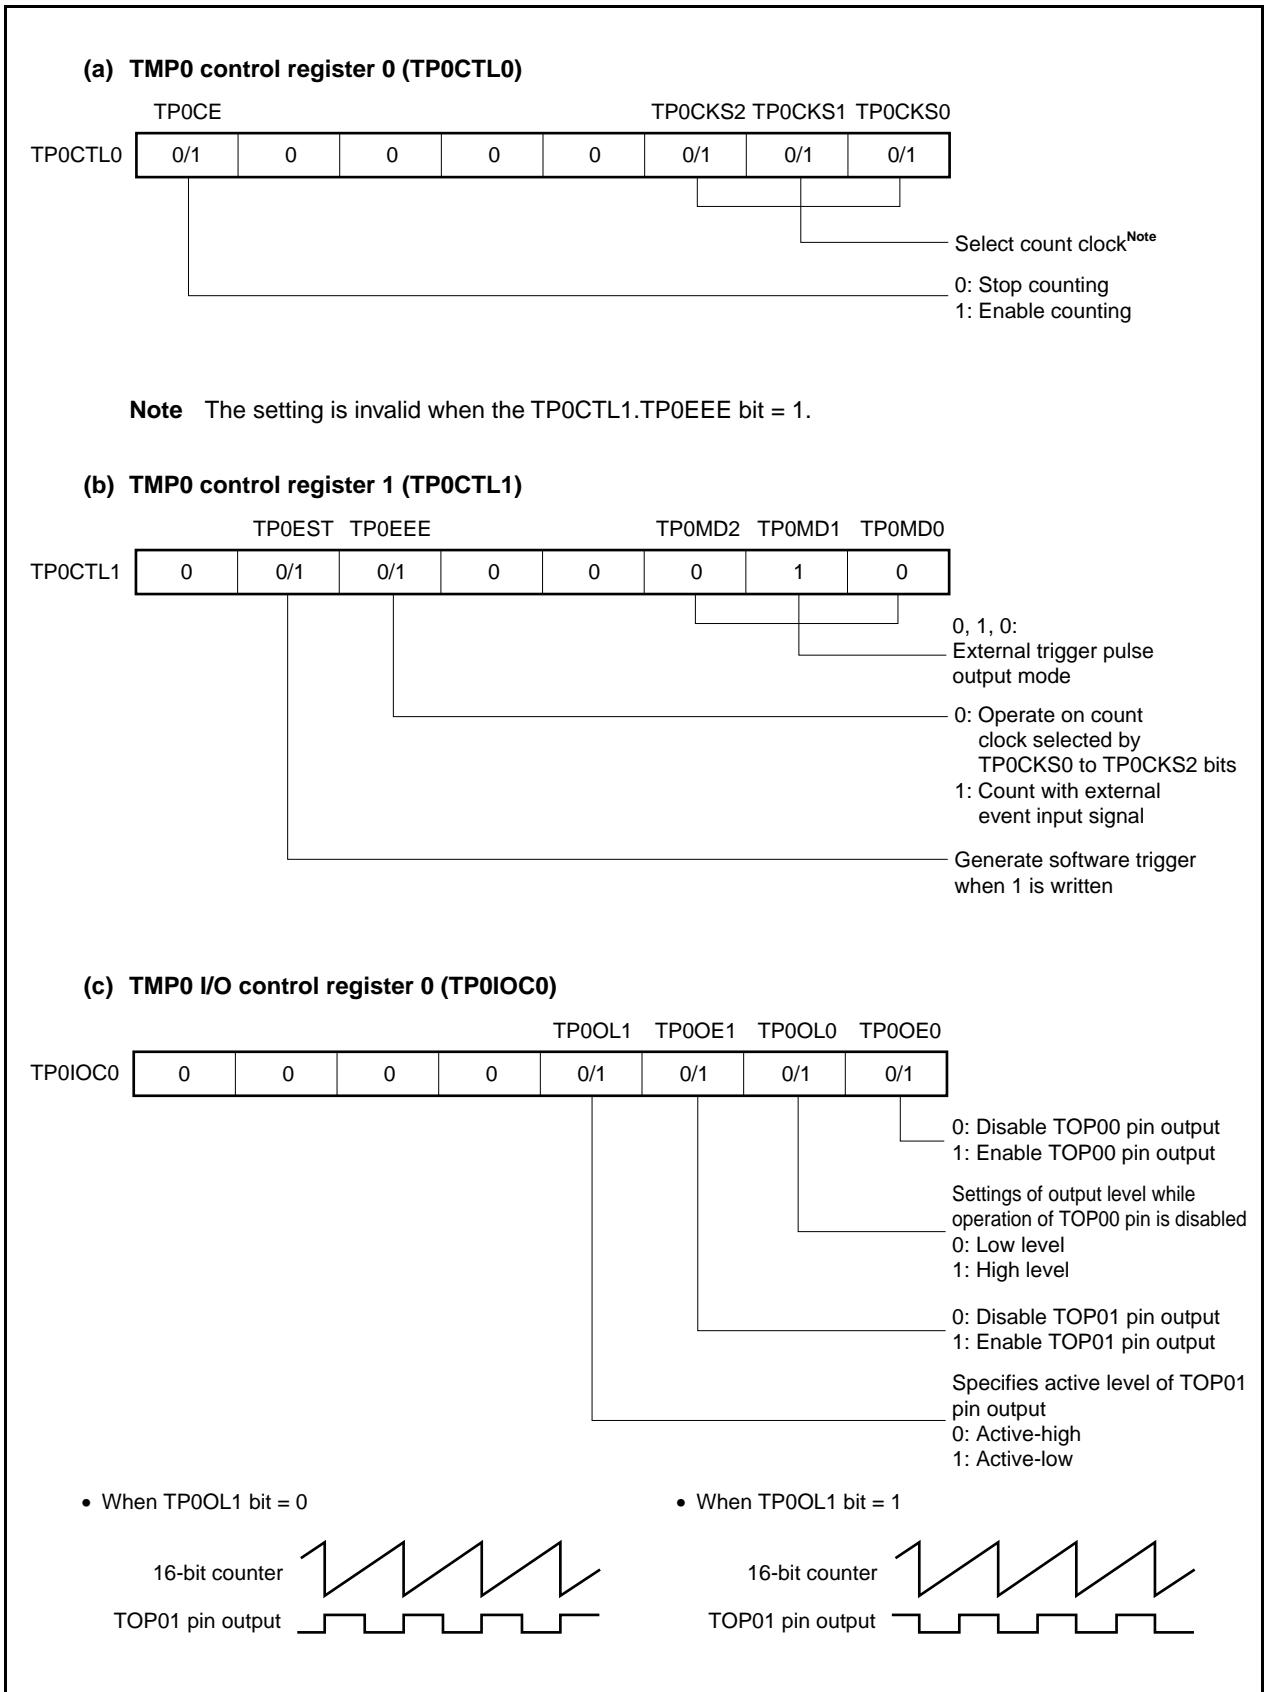 (a) TMP0 control register 0 (TP0CTL0)
TP0CE TP0CKS2 TP0CKS1 TP0CKS0
TP0CTL0 0/1 0 0 0 0 0/1 0/1 0/1
Select count clockNote
0: Stop counting
1: Enable counting
Note The setting is invalid when the TP0CTL1.TP0EEE bit = 1.
(b) TMP0 control register 1 (TP0CTL1)
TP0EST TP0EEE TP0MD2 TP0MD1 TP0MD0
TP0CTL1 0 0/1 0/1 0 0 0 1 0
0, 1, 0:
External trigger pulse
output mode
0: Operate on count
clock selected by
TP0CKS0 to TP0CKS2 bits
1: Count with external
event input signal
Generate software trigger
when 1 is written
(c) TMP0 I/O control register 0 (TP0IOC0)
TP0OL1 TP0OE1 TP0OL0 TP0OE0
TP0IOC0 0 0 0 0 0/1 0/1 0/1 0/1
0: Disable TOP00 pin output
1: Enable TOP00 pin output
Settings of output level while
operation of TOP00 pin is disabled
0: Low level
1: High level
0: Disable TOP01 pin output
1: Enable TOP01 pin output
Specifies active level of TOP01
pin output
0: Active-high
1: Active-low
• When TP0OL1 bit = 0
16-bit counter
TOP01 pin output
• When TP0OL1 bit = 1
16-bit counter
TOP01 pin output